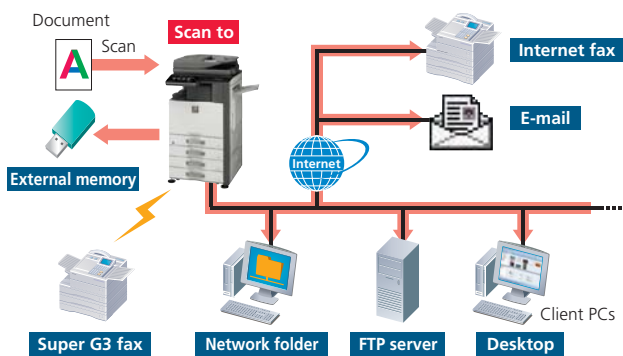 Document
Scan
A
Scan to
Internet fax
E-mail
Internet
External memory
Client PCs
Super G3 fax
Network folder
FTP server
Desktop